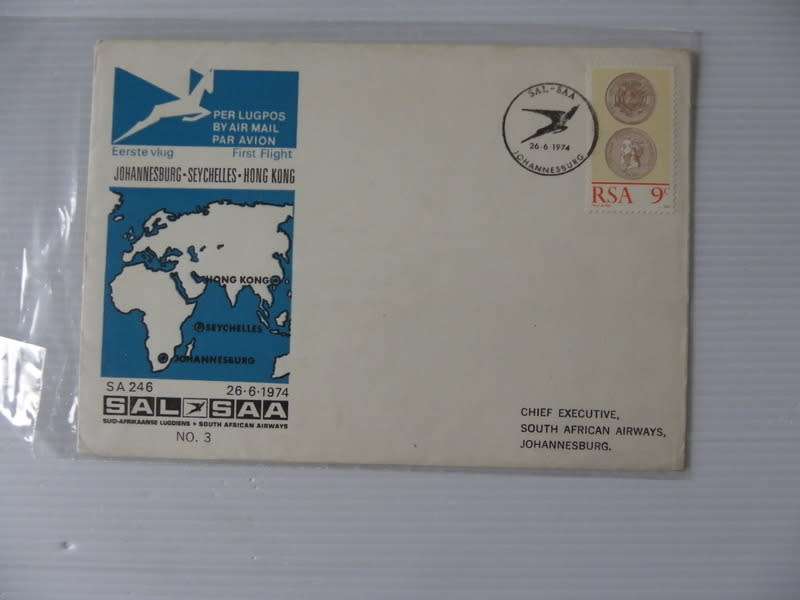 PER LUGPOS
BY AIR MAIL
PAR AVION
Eerste vlug First Flight
JOHANNESBURG-SEYCHELLES-HONG KONG
HONG KONG
SEYCHELLES
JOHANNESBURG
SA 246 26·6·1974
SAL SAA
SUID-AFRIKAANSE LUGDIENS SOUTH AFRICAN AIRWAYS
NO. 3
SAL-SAA
26·6·1974
JOHANNESBURG
RSA 9c
CHIEF EXECUTIVE,
SOUTH AFRICAN AIRWAYS,
JOHANNESBURG.